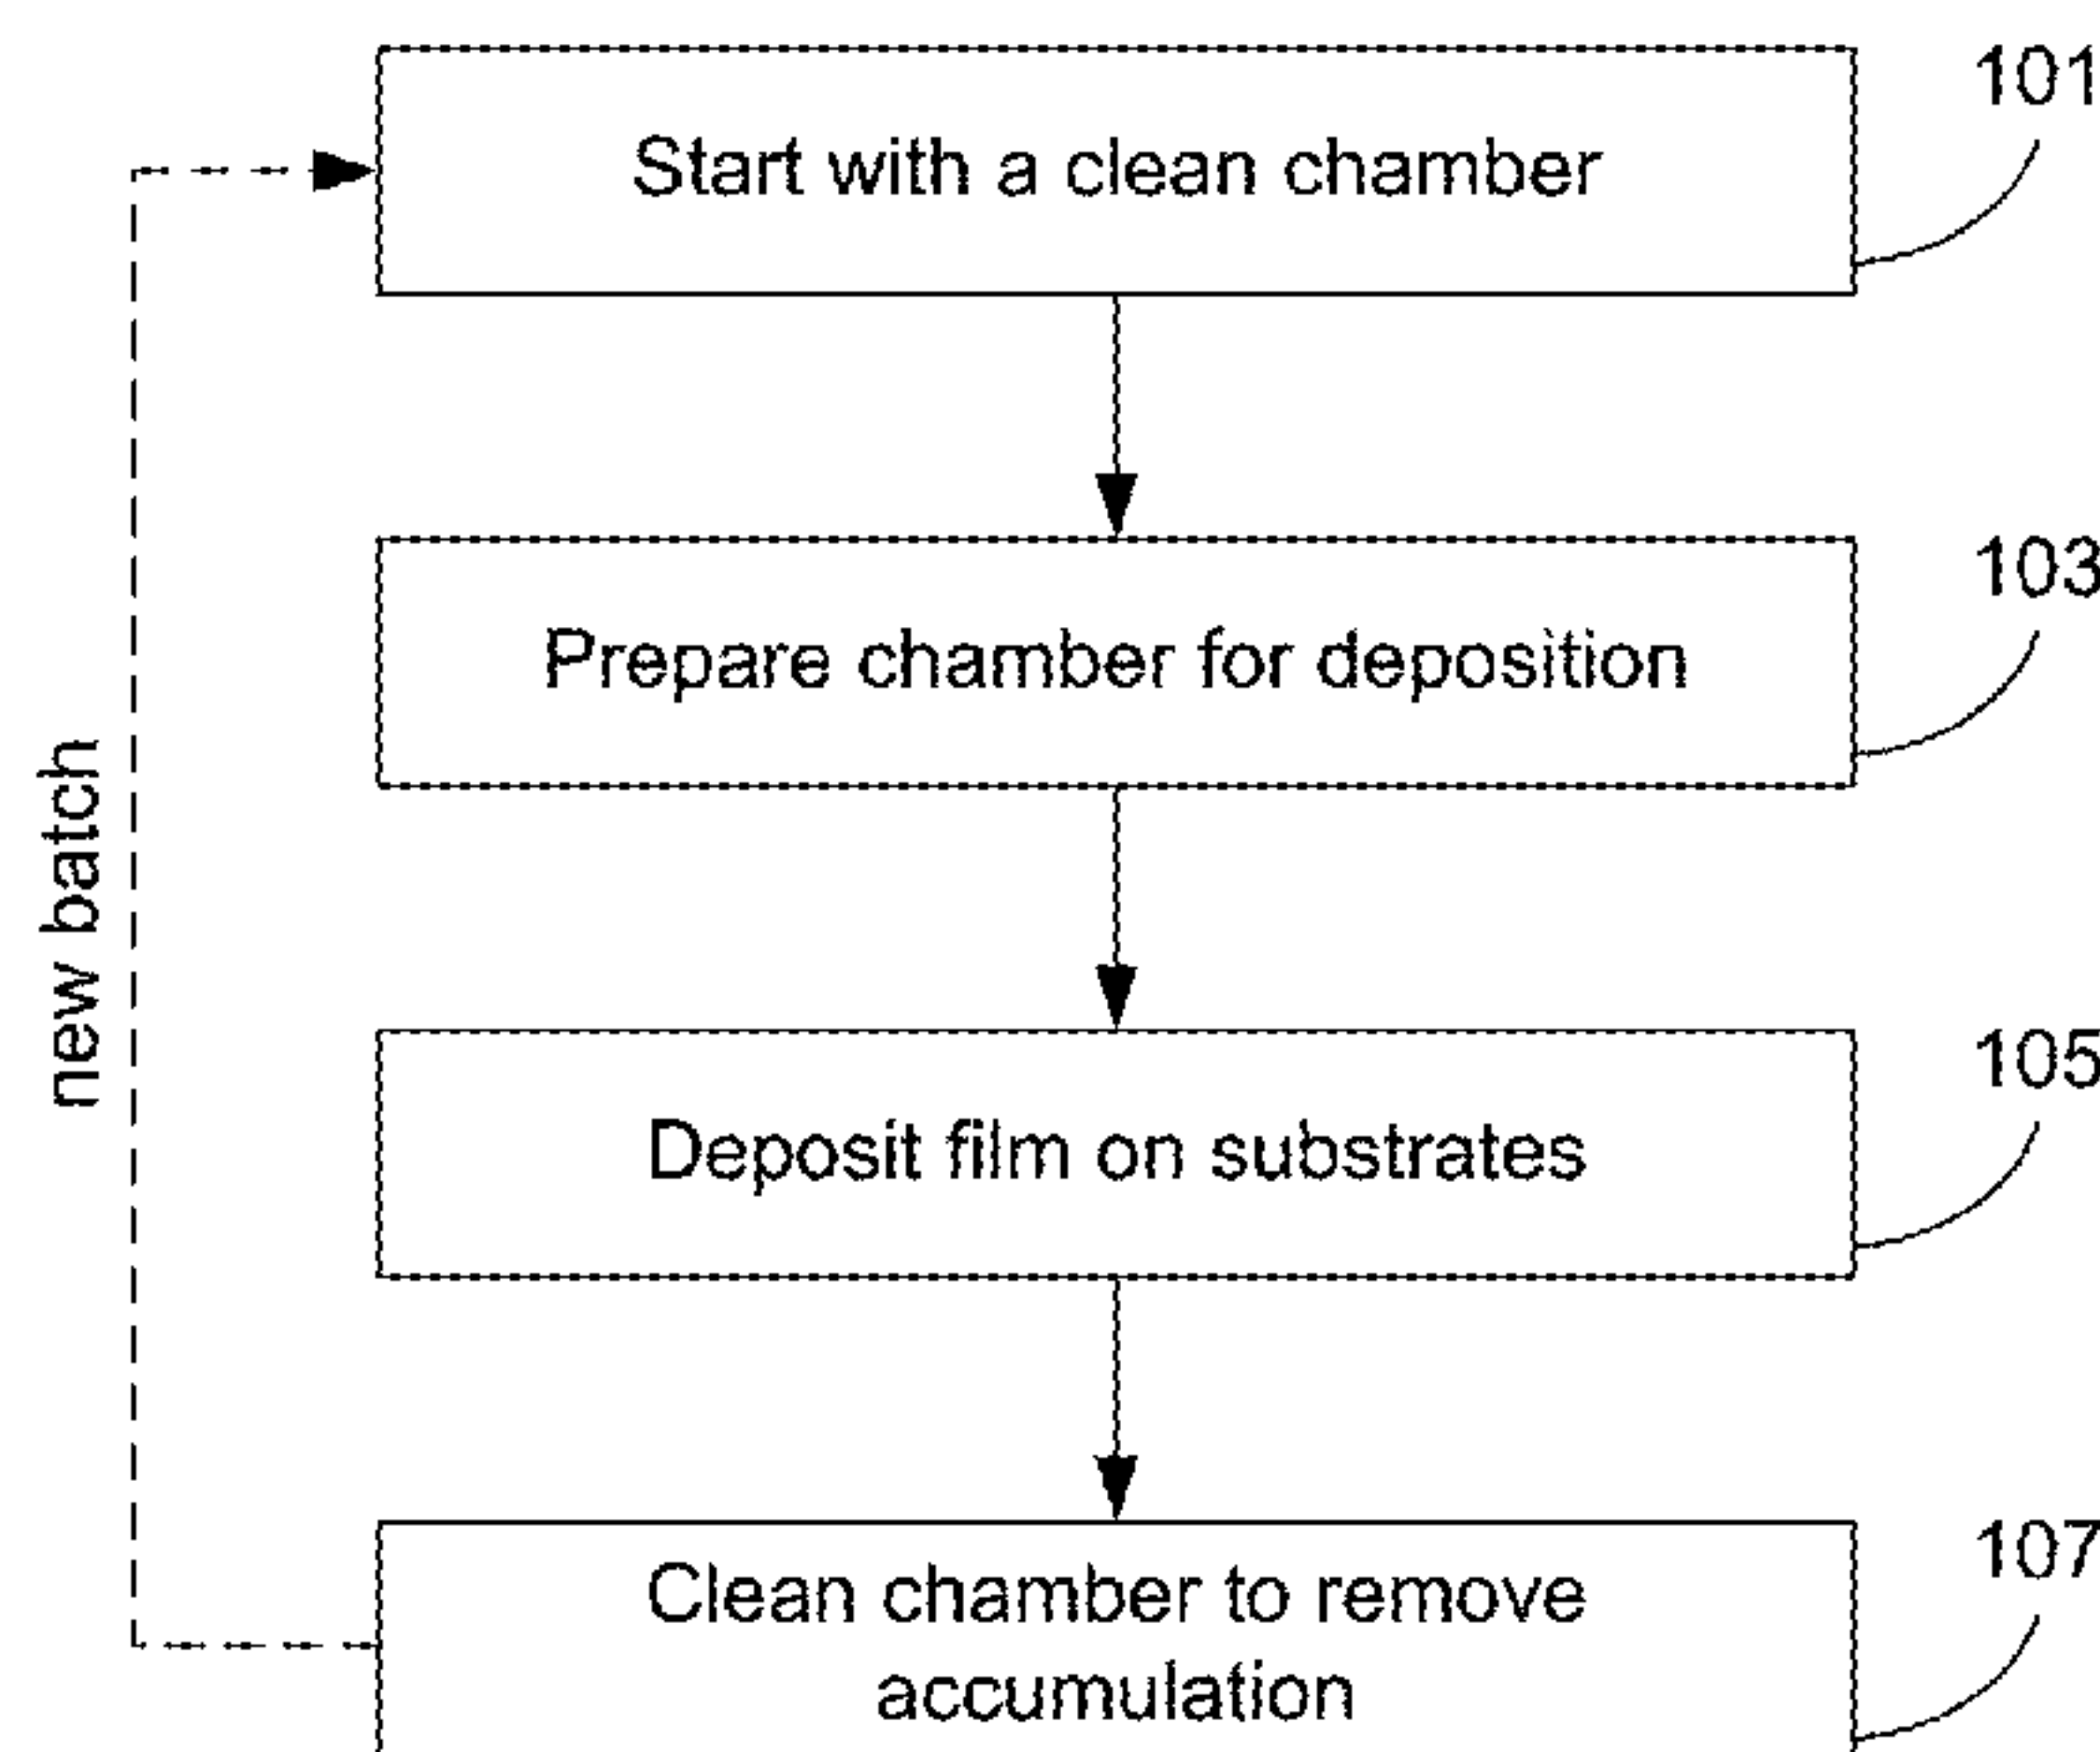 Start with a clean chamber
101
Prepare chamber for deposition
103
new batch
Deposit film on substrates
105
Clean chamber to remove
accumulation
107